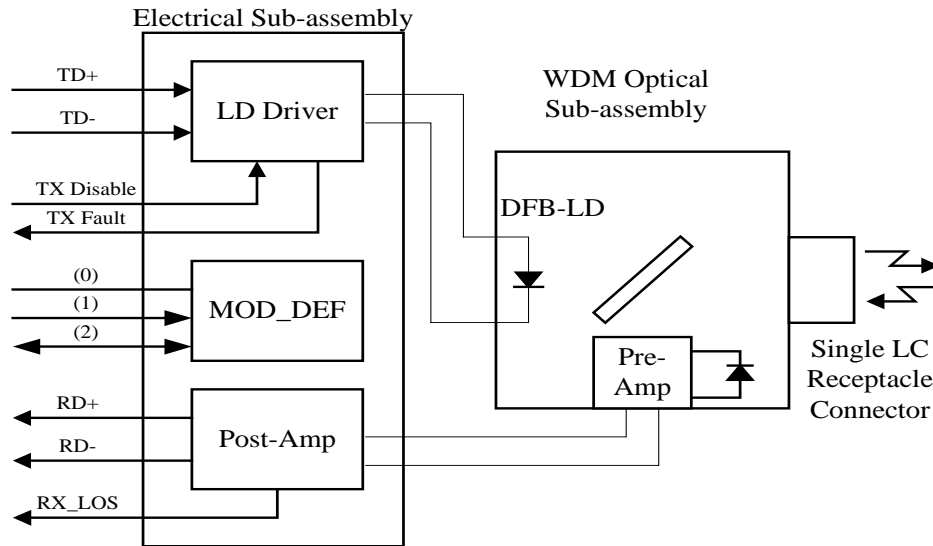 Electrical Sub-assembly
TD+
TD-
TX Disable
TX Fault
(0)
(1)
(2)
RD+
RD-
RX_LOS
LD Driver
MOD_DEF
Post-Amp
WDM Optical
Sub-assembly
DFB-LD
Pre-
Amp
Single LC
Receptacle
Connector